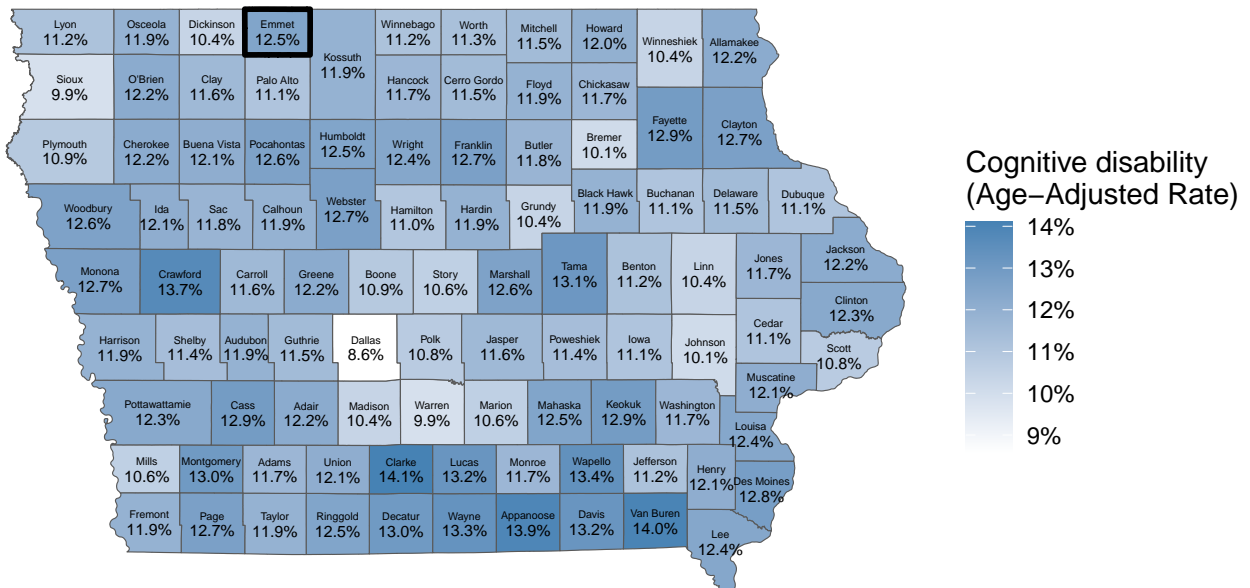 Lyon
11.2%
Osceola
11.9%
Dickinson
10.4%
Emmet
12.5%
Kossuth
11.9%
Winnebago
11.2%
Worth
11.3%
Mitchell
11.5%
Howard
12.0%
Winneshiek
10.4%
Allamakee
12.2%
Sioux
9.9%
O'Brien
12.2%
Clay
11.6%
Palo Alto
11.1%
Hancock
11.7%
Cerro Gordo
11.5%
Floyd
11.9%
Chickasaw
11.7%
Fayette
12.9%
Clayton
12.7%
Plymouth
10.9%
Cherokee
12.2%
Buena Vista
12.1%
Pocahontas
12.6%
Humboldt
12.5%
Wright
12.4%
Franklin
12.7%
Butler
11.8%
Bremer
10.1%
Woodbury
12.6%
Ida
12.1%
Sac
11.8%
Calhoun
11.9%
Webster
12.7%
Hamilton
11.0%
Hardin
11.9%
Grundy
10.4%
Black Hawk
11.9%
Buchanan
11.1%
Delaware
11.5%
Dubuque
11.1%
Monona
12.7%
Crawford
13.7%
Carroll
11.6%
Greene
12.2%
Boone
10.9%
Story
10.6%
Marshall
12.6%
Tama
13.1%
Benton
11.2%
Linn
10.4%
Jones
11.7%
Jackson
12.2%
Clinton
12.3%
Harrison
11.9%
Shelby
11.4%
Audubon
11.9%
Guthrie
11.5%
Dallas
8.6%
Polk
10.8%
Jasper
11.6%
Poweshiek
11.4%
Iowa
11.1%
Johnson
10.1%
Cedar
11.1%
Scott
10.8%
Muscatine
12.1%
Pottawattamie
12.3%
Cass
12.9%
Adair
12.2%
Madison
10.4%
Warren
9.9%
Marion
10.6%
Mahaska
12.5%
Keokuk
12.9%
Washington
11.7%
Louisa
12.4%
Mills
10.6%
Montgomery
13.0%
Adams
11.7%
Union
12.1%
Clarke
14.1%
Lucas
13.2%
Monroe
11.7%
Wapello
13.4%
Jefferson
11.2%
Henry
12.1%
Des Moines
12.8%
Fremont
11.9%
Page
12.7%
Taylor
11.9%
Ringgold
12.5%
Decatur
13.0%
Wayne
13.3%
Appanoose
13.9%
Davis
13.2%
Van Buren
14.0%
Lee
12.4%
Cognitive disability
(Age−Adjusted Rate)
14%
13%
12%
11%
10%
9%